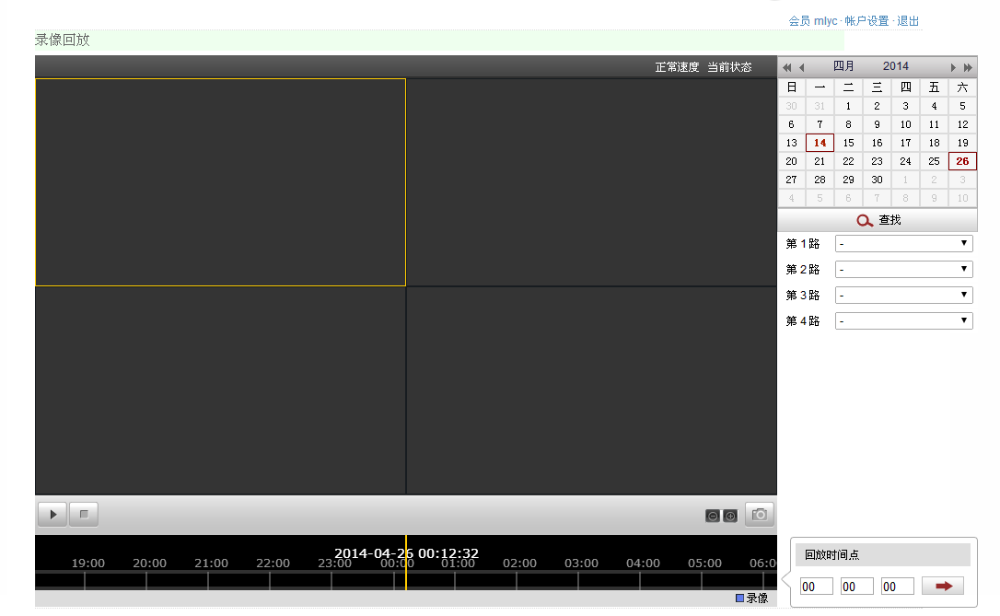 会员 mlyc · 帐户设置 · 退出
录像回放
正常速度 当前状态
四月 2014
日 一 二 三 四 五 六
30 31 1 2 3 4 5
6 7 8 9 10 11 12
13 14 15 16 17 18 19
20 21 22 23 24 25 26
27 28 29 30 1 2 3
4 5 6 7 8 9 10
查找
第 1 路 -
第 2 路 -
第 3 路 -
第 4 路 -
2014-04-26 00:12:32
19:00 20:00 21:00 22:00 23:00 00:00 01:00 02:00 03:00 04:00 05:00 06:0
录像
回放时间点
00 00 00